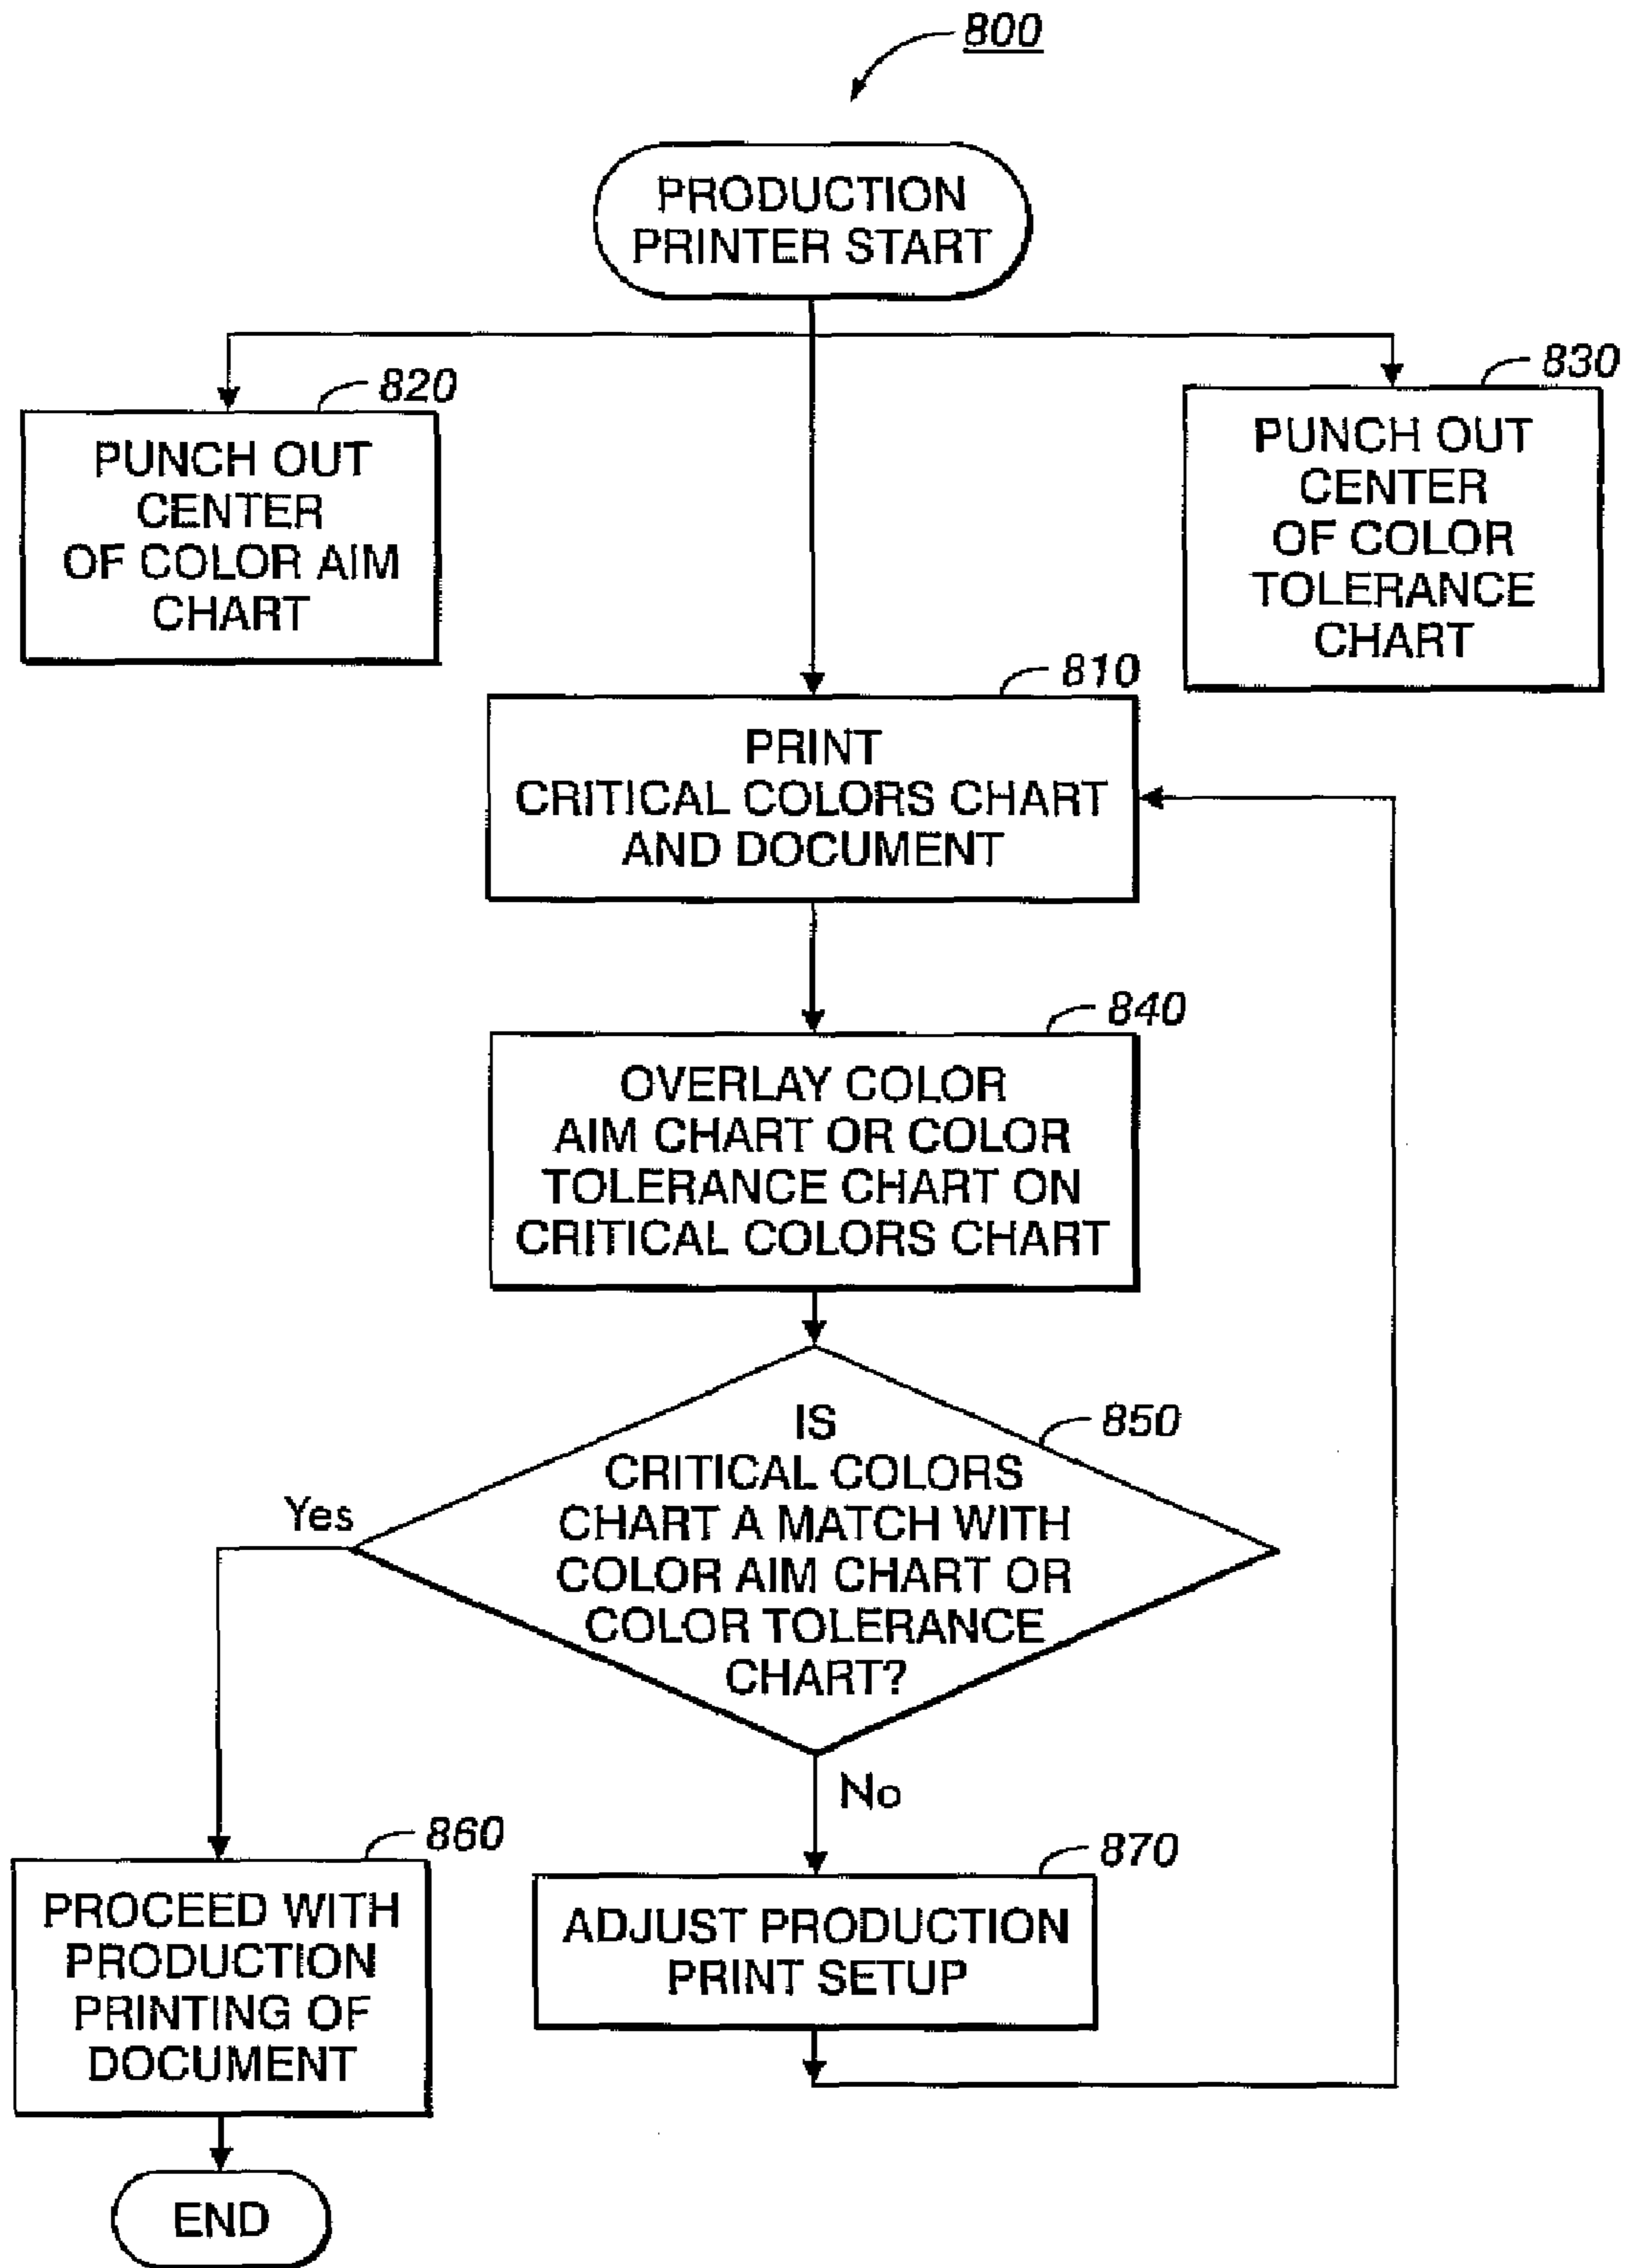 800
PRODUCTION
PRINTER START
820
PUNCH OUT
CENTER
OF COLOR AIM
CHART
830
PUNCH OUT
CENTER
OF COLOR
TOLERANCE
CHART
810
PRINT
CRITICAL COLORS CHART
AND DOCUMENT
840
OVERLAY COLOR
AIM CHART OR COLOR
TOLERANCE CHART ON
CRITICAL COLORS CHART
850
IS
CRITICAL COLORS
CHART A MATCH WITH
COLOR AIM CHART OR
COLOR TOLERANCE
CHART?
Yes
No
860
PROCEED WITH
PRODUCTION
PRINTING OF
DOCUMENT
870
ADJUST PRODUCTION
PRINT SETUP
END